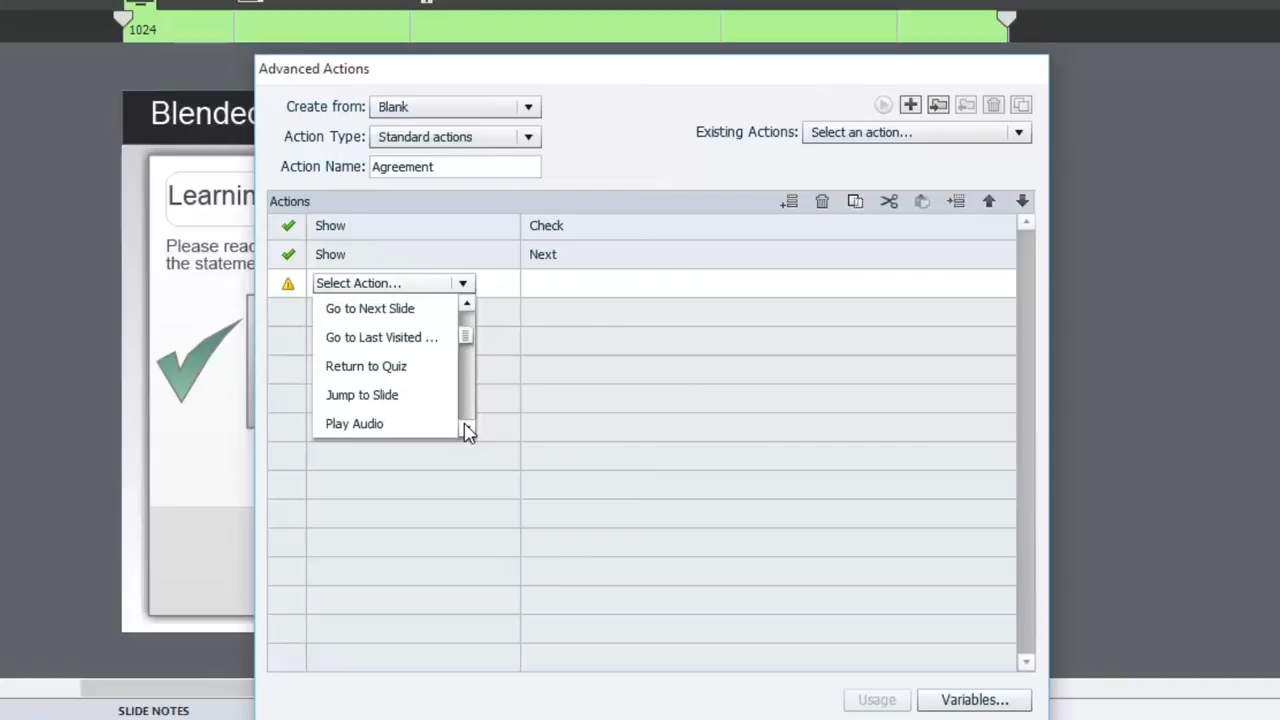 1024
Advanced Actions
Create from: Blank
Action Type: Standard actions
Existing Actions: Select an action...
Action Name: Agreement
Actions
Show Check
Show Next
Select Action...
Go to Next Slide
Go to Last Visited ...
Return to Quiz
Jump to Slide
Play Audio
Usage
Variables...
Blended
Learnin
Please read
the stateme
SLIDE NOTES